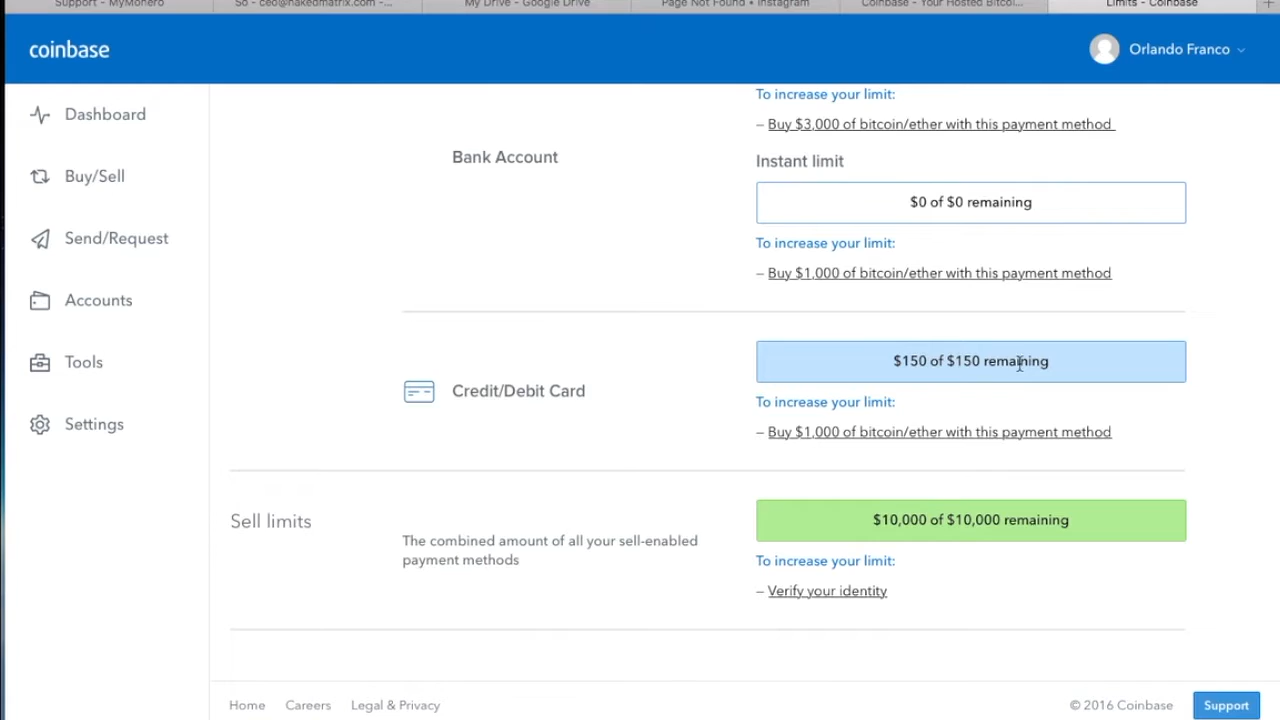 Support - MyMonero
So - ceo@nakedmatrix.com -...
My Drive - Google Drive
Page Not Found • Instagram
Coinbase - Your Hosted Bitcoi...
Limits - Coinbase
coinbase
Orlando Franco
Dashboard
Buy/Sell
Send/Request
Accounts
Tools
Settings
To increase your limit:
– Buy $3,000 of bitcoin/ether with this payment method
Bank Account
Instant limit
$0 of $0 remaining
To increase your limit:
– Buy $1,000 of bitcoin/ether with this payment method
Credit/Debit Card
$150 of $150 remaining
To increase your limit:
– Buy $1,000 of bitcoin/ether with this payment method
Sell limits
The combined amount of all your sell-enabled
payment methods
$10,000 of $10,000 remaining
To increase your limit:
– Verify your identity
Home
Careers
Legal & Privacy
© 2016 Coinbase
Support